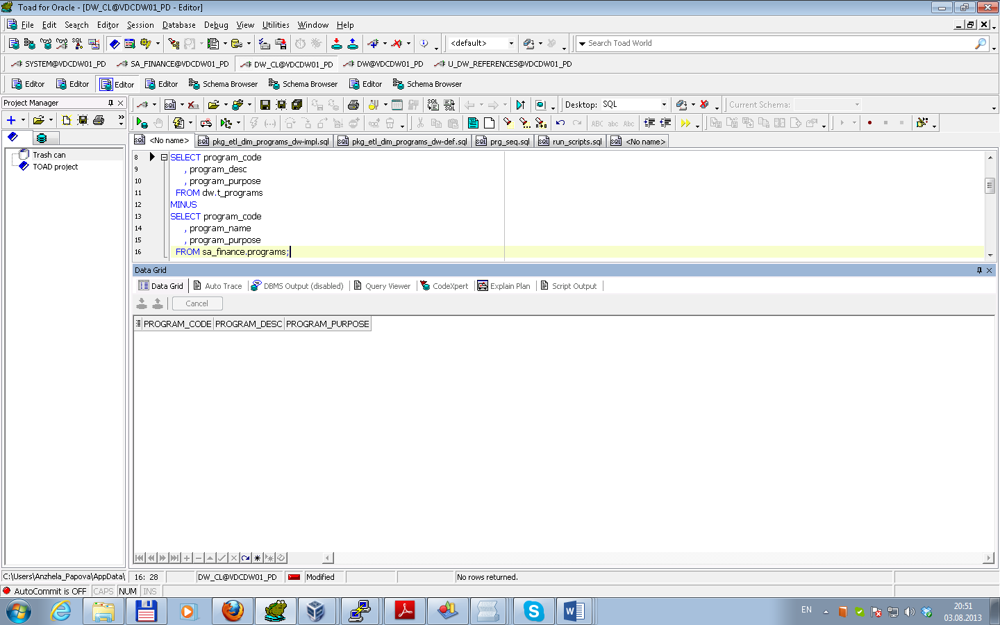 Toad for Oracle - [DW_CL@VDCDW01_PD - Editor]
File Edit Search Editor Session Database Debug View Utilities Window Help
<default> Search Toad World
SYSTEM@VDCDW01_PD SA_FINANCE@VDCDW01_PD DW_CL@VDCDW01_PD DW@VDCDW01_PD U_DW_REFERENCES@VDCDW01_PD
Editor Editor Editor Editor Schema Browser Schema Browser Editor Schema Browser
Project Manager
SQL Desktop: SQL Current Schema:
ABC abc Abc
<No name> pkg_etl_dim_programs_dw-impl.sql pkg_etl_dim_programs_dw-def.sql prg_seq.sql run_scripts.sql <No name>
Trash can
TOAD project
8 SELECT program_code
9 , program_desc
10 , program_purpose
11 FROM dw.t_programs
12 MINUS
13 SELECT program_code
14 , program_name
15 , program_purpose
16 FROM sa_finance.programs;
Data Grid
Data Grid Auto Trace DBMS Output (disabled) Query Viewer CodeXpert Explain Plan Script Output
Cancel
PROGRAM_CODE PROGRAM_DESC PROGRAM_PURPOSE
C:\Users\Anzhela_Papova\AppData\ 16: 28 DW_CL@VDCDW01_PD Modified No rows returned.
AutoCommit is OFF CAPS NUM INS
EN 20:51
03.08.2013